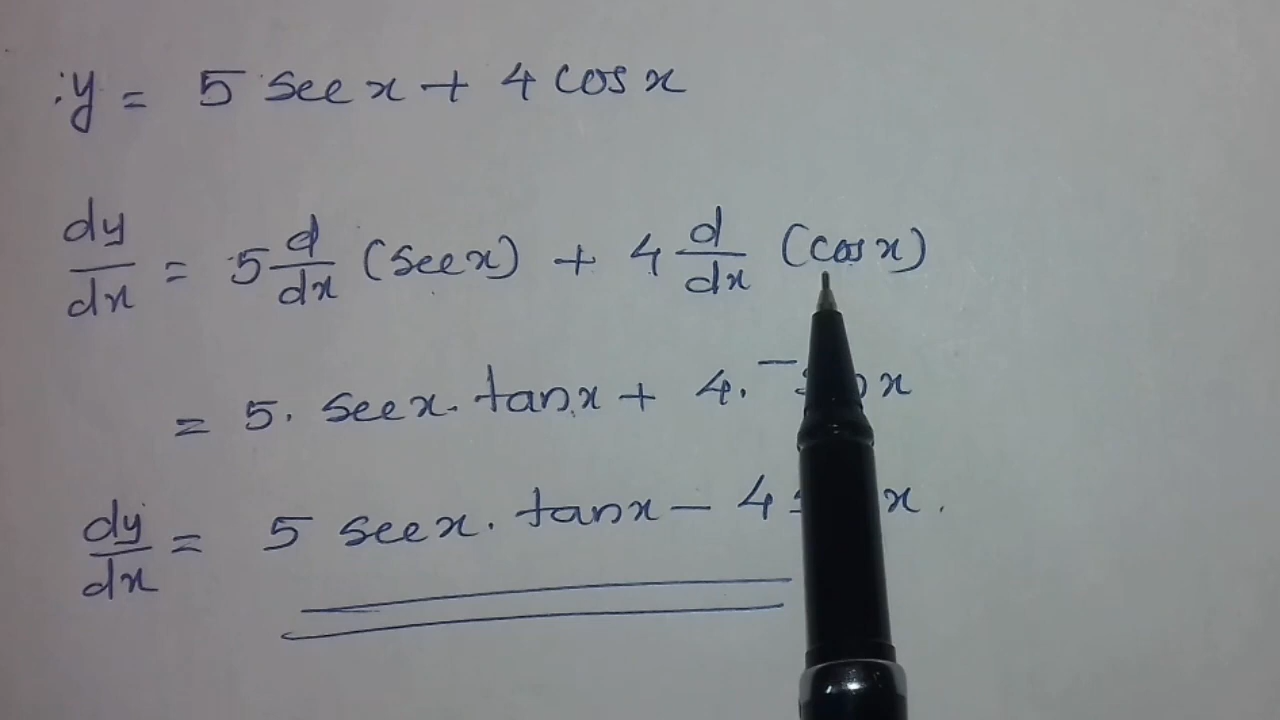 y = 5 sec x + 4 cos x
dy/dx = 5 d/dx (sec x) + 4 d/dx (cos x)
= 5. sec x. tan x + 4. - x
dy/dx = 5 sec x. tan x - 4 x.